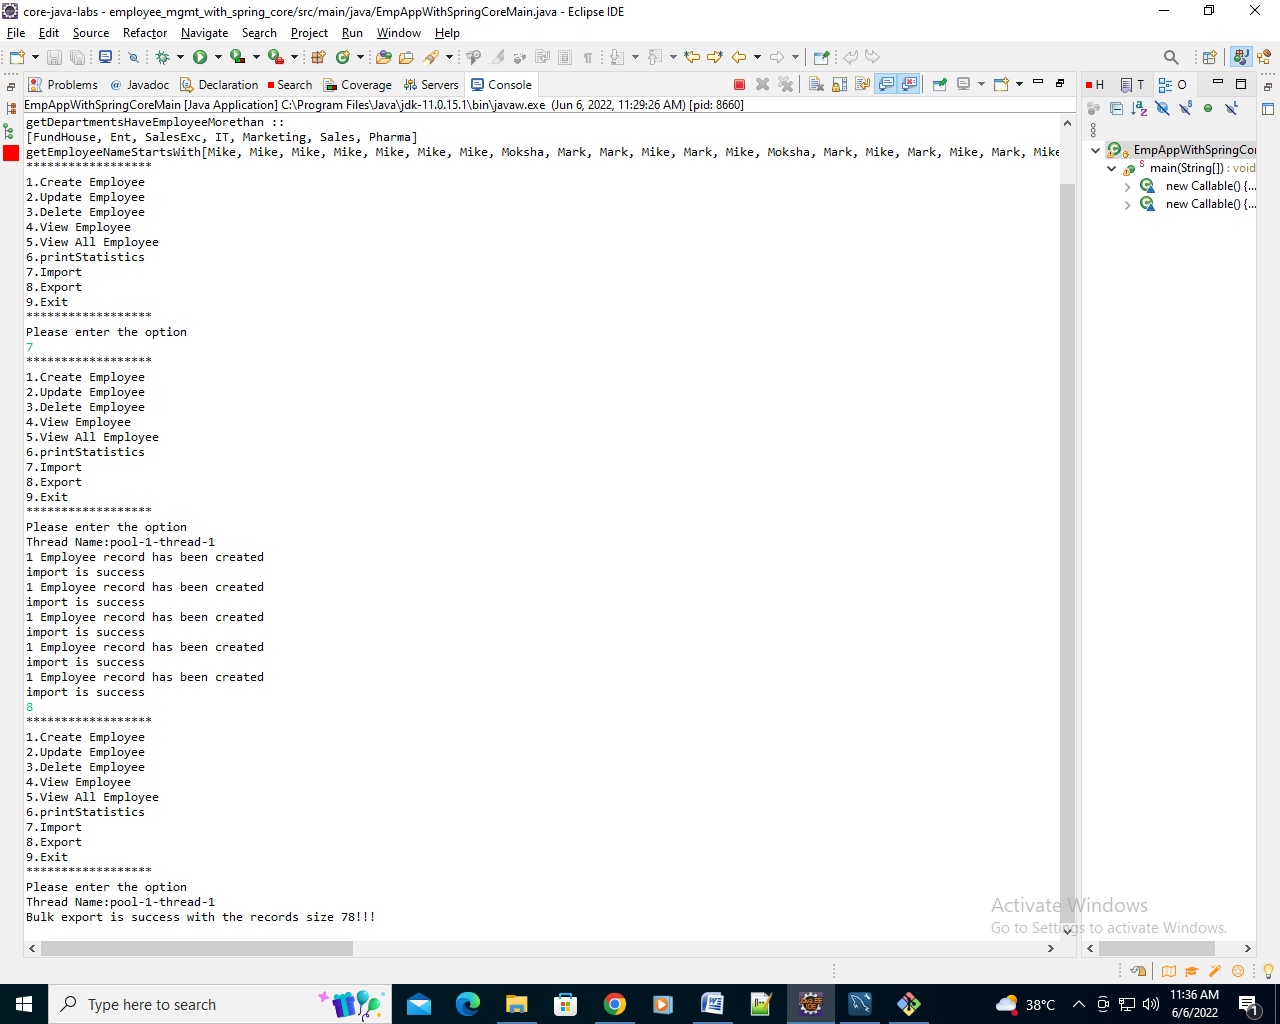 core-java-labs - employee_mgmt_with_spring_core/src/main/java/EmpAppWithSpringCoreMain.java - Eclipse IDE
File Edit Source Refactor Navigate Search Project Run Window Help
Problems @ Javadoc Declaration Search Coverage Servers Console
H T O
EmpAppWithSpringCoreMain [Java Application] C:\Program Files\Java\jdk-11.0.15.1\bin\javaw.exe (Jun 6, 2022, 11:29:26 AM) [pid: 8660]
getDepartmentsHaveEmployeeMorethan ::
[FundHouse, Ent, SalesExc, IT, Marketing, Sales, Pharma]
getEmployeeNameStartsWith[Mike, Mike, Mike, Mike, Mike, Mike, Mike, Moksha, Mark, Mark, Mike, Mark, Mike, Moksha, Mark, Mike, Mark, Mike, Mark, Mike
******************
1.Create Employee
2.Update Employee
3.Delete Employee
4.View Employee
5.View All Employee
6.printStatistics
7.Import
8.Export
9.Exit
******************
Please enter the option
7
******************
1.Create Employee
2.Update Employee
3.Delete Employee
4.View Employee
5.View All Employee
6.printStatistics
7.Import
8.Export
9.Exit
******************
Please enter the option
Thread Name:pool-1-thread-1
1 Employee record has been created
import is success
1 Employee record has been created
import is success
1 Employee record has been created
import is success
1 Employee record has been created
import is success
1 Employee record has been created
import is success
8
******************
1.Create Employee
2.Update Employee
3.Delete Employee
4.View Employee
5.View All Employee
6.printStatistics
7.Import
8.Export
9.Exit
******************
Please enter the option
Thread Name:pool-1-thread-1
Bulk export is success with the records size 78!!!
EmpAppWithSpringCor
main(String[]) : void
new Callable() {...
new Callable() {...
Activate Windows
Go to Settings to activate Windows.
Type here to search
38°C
11:36 AM
6/6/2022
1